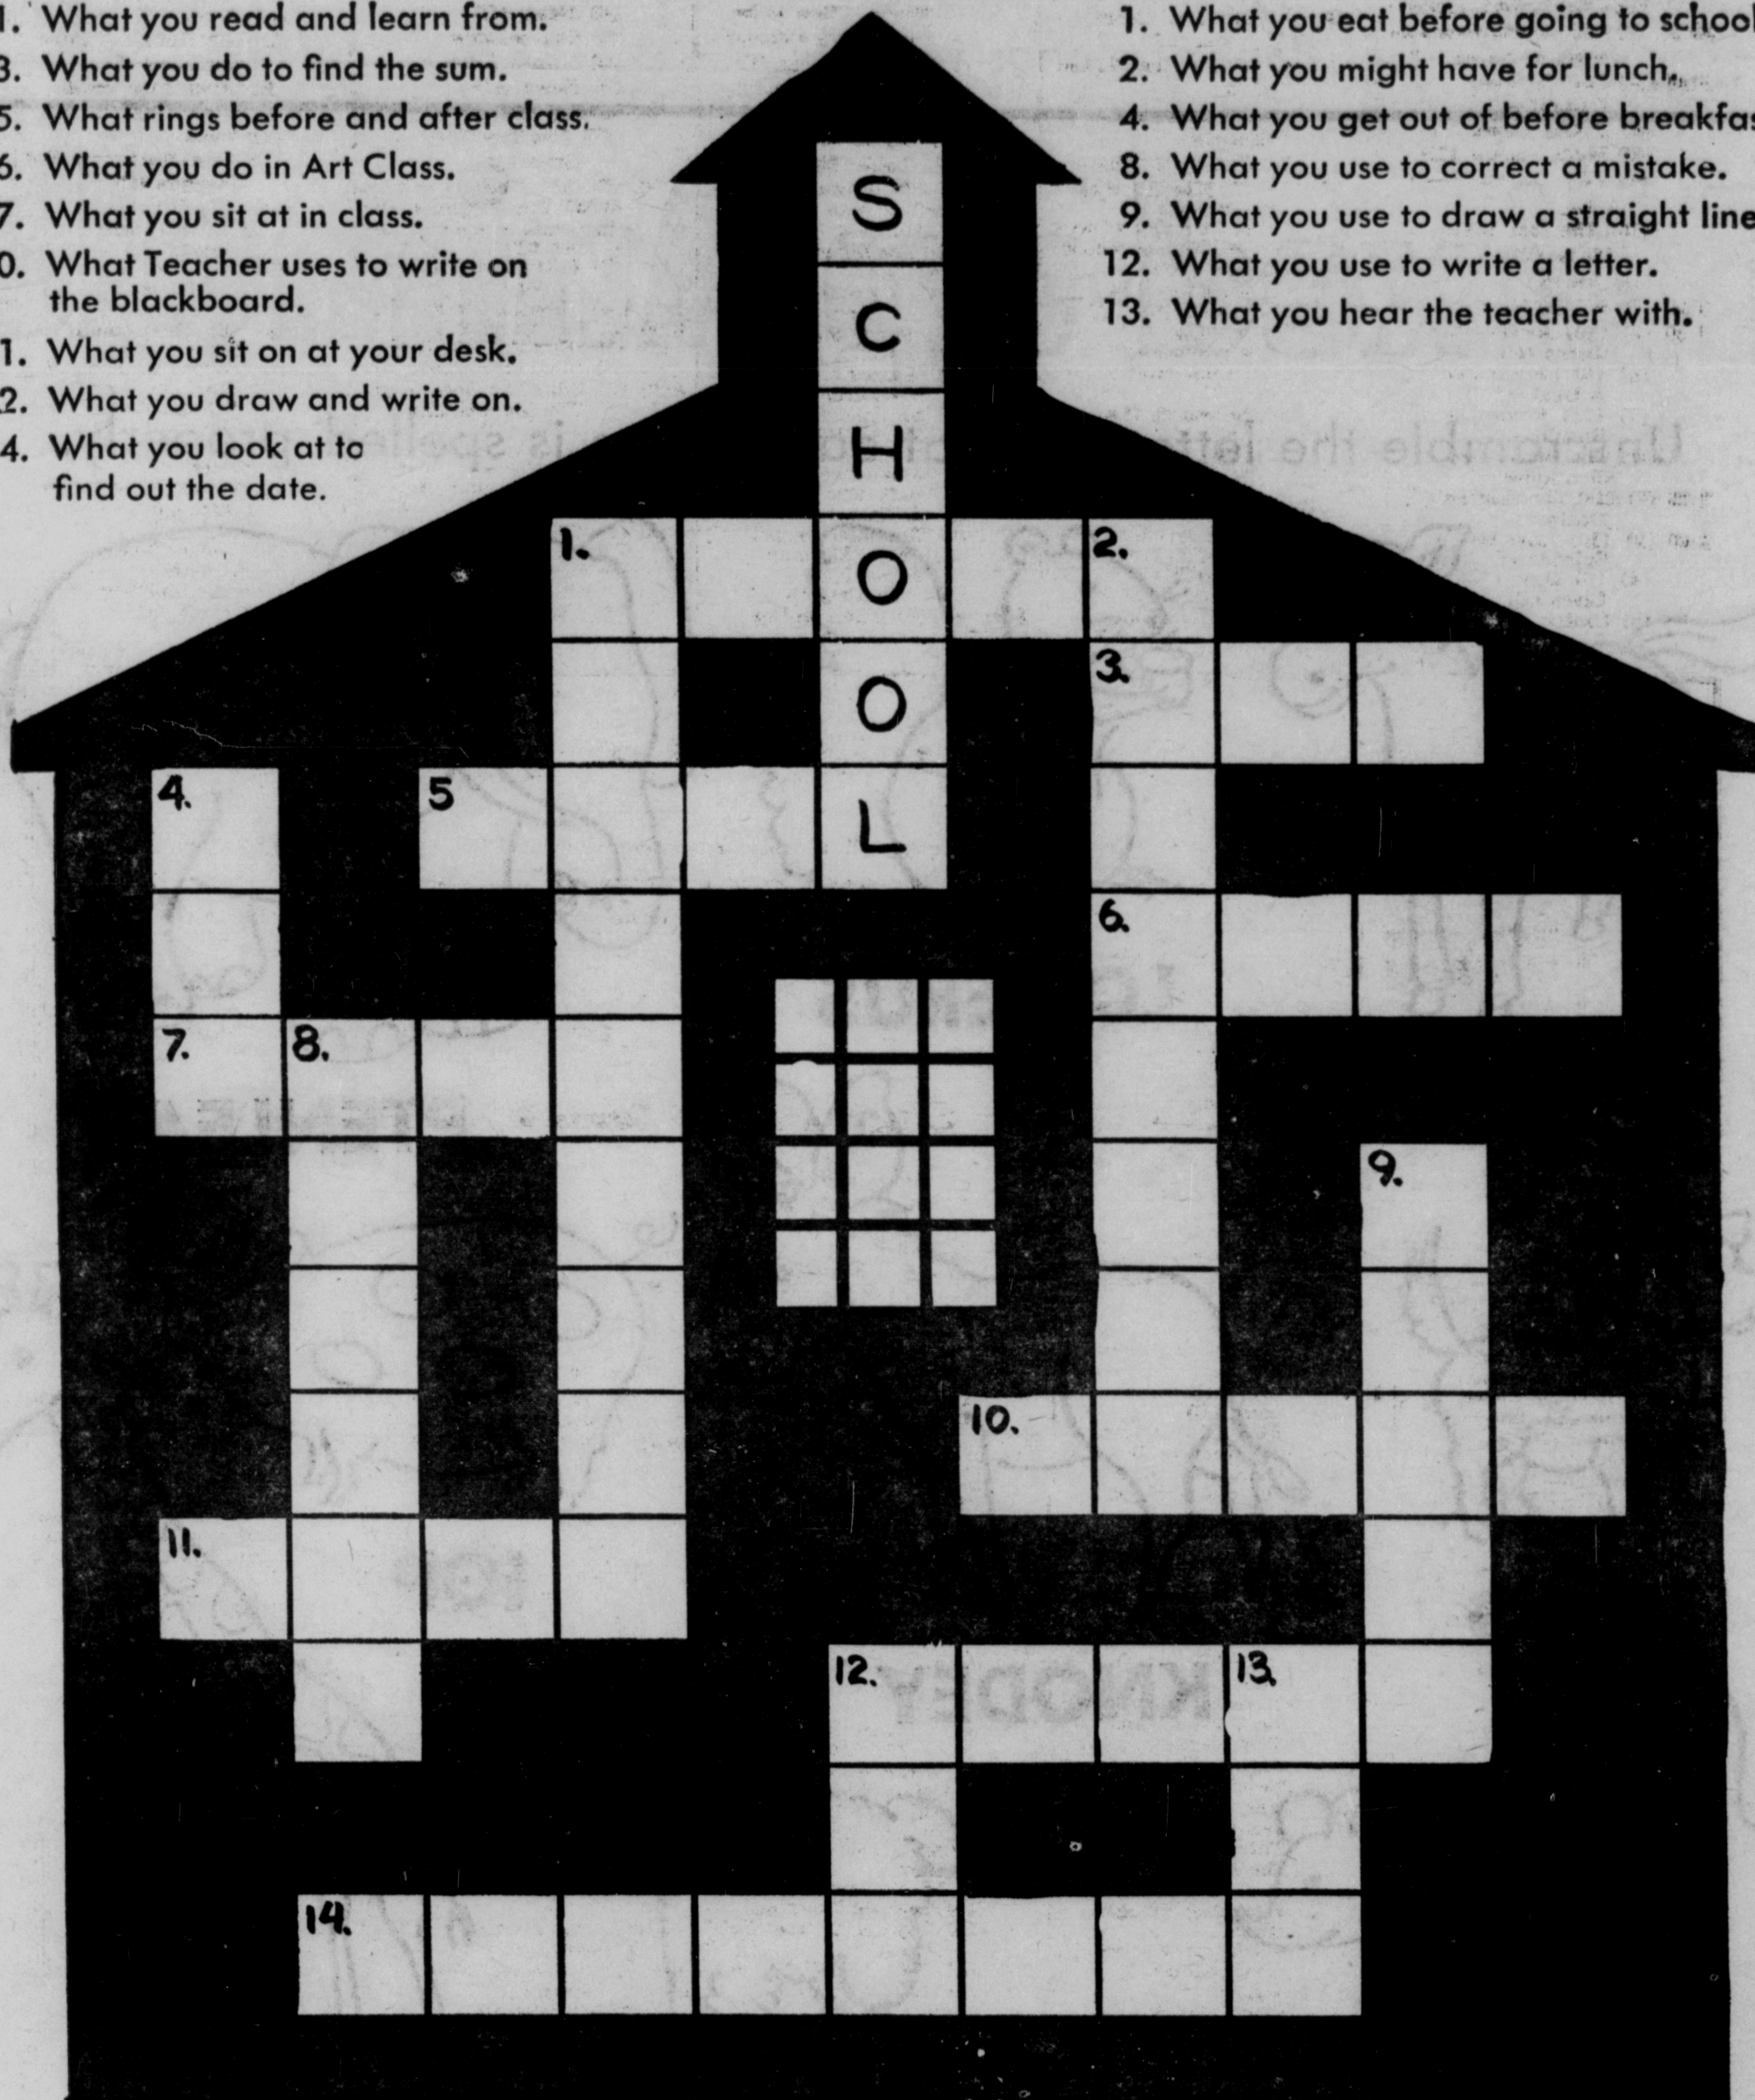 1. What you read and learn from.
3. What you do to find the sum.
5. What rings before and after class.
6. What you do in Art Class.
7. What you sit at in class.
0. What Teacher uses to write on
the blackboard.
1. What you sit on at your desk.
2. What you draw and write on.
4. What you look at to
find out the date.
1. What you eat before going to school
2. What you might have for lunch.
4. What you get out of before breakfas
8. What you use to correct a mistake.
9. What you use to draw a straight line
12. What you use to write a letter.
13. What you hear the teacher with.
S
C
H
1. O 2.
O 3.
4. 5 L
6.
7. 8.
9.
10.
11.
12. 13.
14.